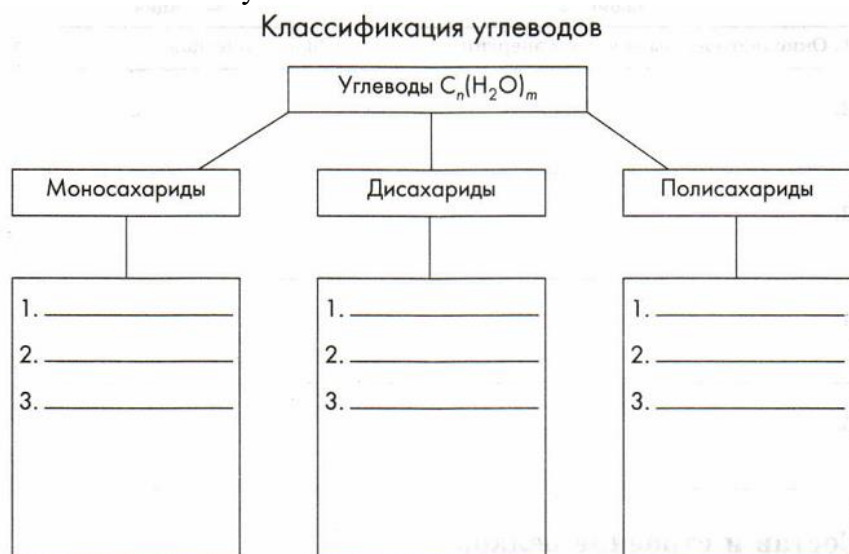 Классификация углеводов
Углеводы Cₙ(H₂O)ₘ
Моносахариды
Дисахариды
Полисахариды
1.
2.
3.
1.
2.
3.
1.
2.
3.